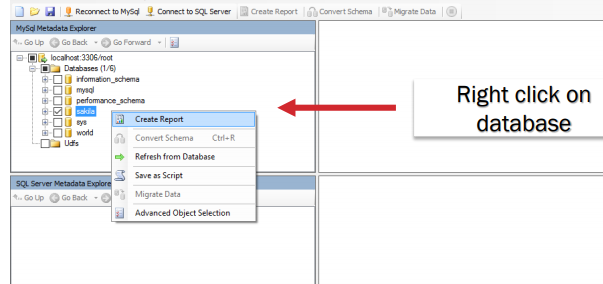 Reconnect to MySql Connect to SQL Server Create Report Convert Schema Migrate Data
MySql Metadata Explorer
Go Up Go Back Go Forward
localhost:3306/root
Databases (1/6)
information_schema
mysql
performance_schema
sakila
sys
world
Udfs
Create Report
Convert Schema Ctrl+R
Refresh from Database
Save as Script
Migrate Data
Advanced Object Selection
Right click on
database
SQL Server Metadata Explore
Go Up Go Back